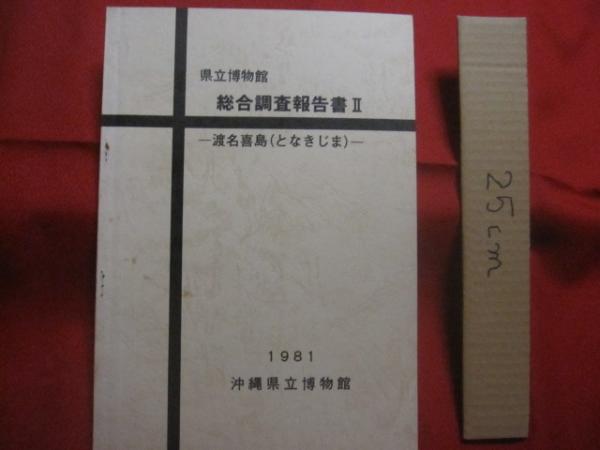 県立博物館
総合調査報告書Ⅱ
―渡名喜島(となきじま)―
1981
沖縄県立博物館
25cm